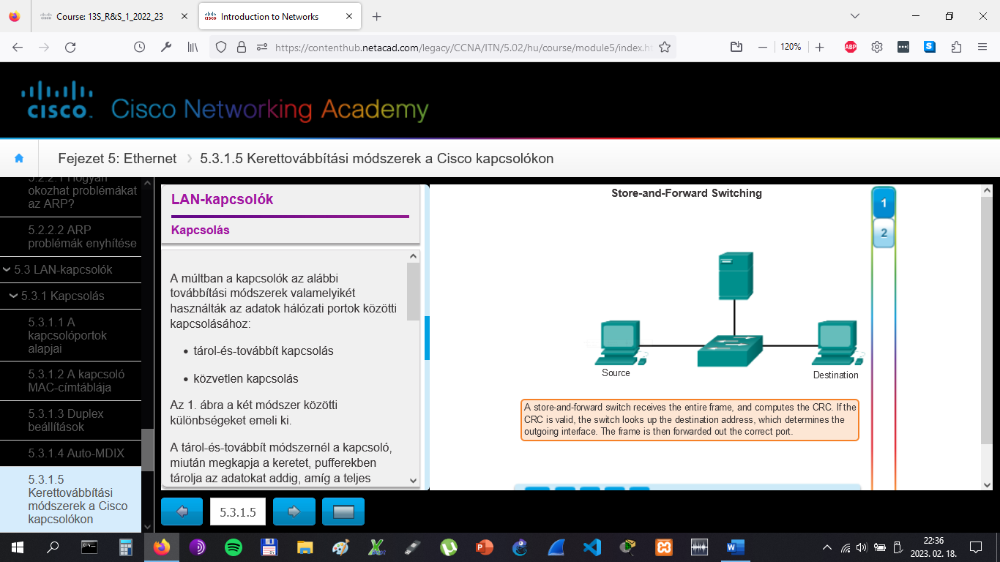 Course: 13S_R&S_1_2022_23
Introduction to Networks
https://contenthub.netacad.com/legacy/CCNA/ITN/5.02/hu/course/module5/index.ht
120%
ABP
CISCO
Cisco Networking Academy
Fejezet 5: Ethernet
5.3.1.5 Kerettovábbítási módszerek a Cisco kapcsolókon
5.2.2.1 Hogyan
okozhat problémákat
az ARP?
5.2.2.2 ARP
problémák enyhítése
5.3 LAN-kapcsolók
5.3.1 Kapcsolás
5.3.1.1 A
kapcsolóportok
alapjai
5.3.1.2 A kapcsoló
MAC-címtáblája
5.3.1.3 Duplex
beállítások
5.3.1.4 Auto-MDIX
5.3.1.5
Kerettovábbítási
módszerek a Cisco
kapcsolókon
LAN-kapcsolók
Kapcsolás
A múltban a kapcsolók az alábbi
továbbítási módszerek valamelyikét
használták az adatok hálózati portok közötti
kapcsolásához:
• tárol-és-továbbít kapcsolás
• közvetlen kapcsolás
Az 1. ábra a két módszer közötti
különbségeket emeli ki.
A tárol-és-továbbít módszernél a kapcsoló,
miután megkapja a keretet, pufferekben
tárolja az adatokat addig, amíg a teljes
5.3.1.5
Store-and-Forward Switching
1
2
Source
Destination
A store-and-forward switch receives the entire frame, and computes the CRC. If the
CRC is valid, the switch looks up the destination address, which determines the
outgoing interface. The frame is then forwarded out the correct port.
22:36
2023. 02. 18.